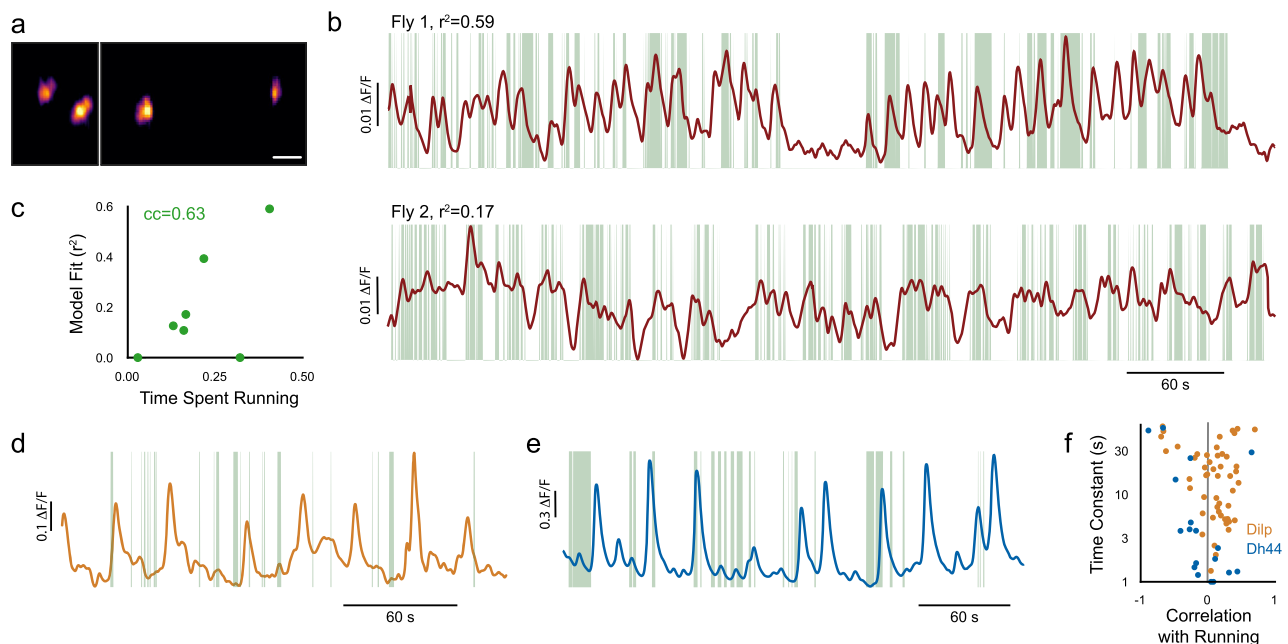 a
b
Fly 1, r²=0.59
0.01 ΔF/F
Fly 2, r²=0.17
0.01 ΔF/F
60 s
c
cc=0.63
Model Fit (r²)
0.6
0.4
0.2
0.0
0.00
0.25
0.50
Time Spent Running
d
0.1 ΔF/F
60 s
e
0.3 ΔF/F
60 s
f
Time Constant (s)
30
10
3
1
Dilp
Dh44
-1
0
1
Correlation
with Running